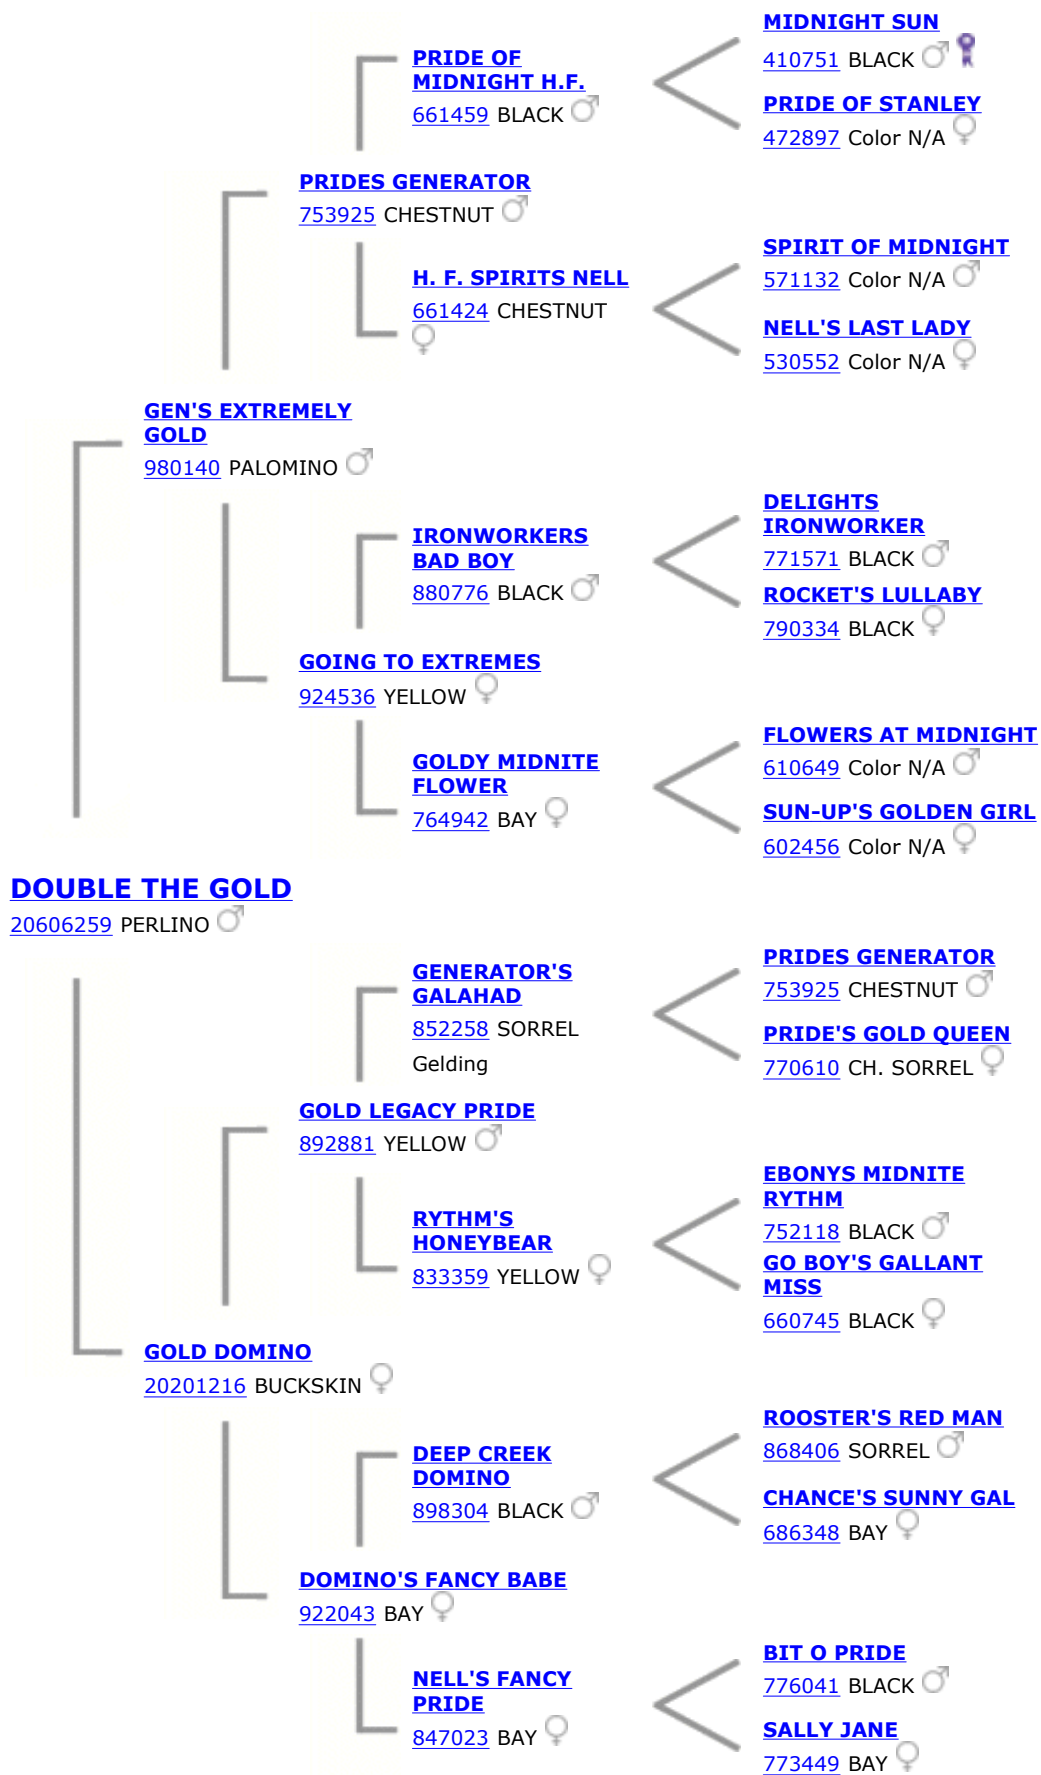 MIDNIGHT SUN
410751 BLACK
PRIDE OF
MIDNIGHT H.F.
661459 BLACK
PRIDE OF STANLEY
472897 Color N/A
PRIDES GENERATOR
753925 CHESTNUT
SPIRIT OF MIDNIGHT
571132 Color N/A
H. F. SPIRITS NELL
661424 CHESTNUT
NELL'S LAST LADY
530552 Color N/A
GEN'S EXTREMELY
GOLD
980140 PALOMINO
DELIGHTS
IRONWORKER
771571 BLACK
IRONWORKERS
BAD BOY
880776 BLACK
ROCKET'S LULLABY
790334 BLACK
GOING TO EXTREMES
924536 YELLOW
FLOWERS AT MIDNIGHT
610649 Color N/A
GOLDY MIDNITE
FLOWER
764942 BAY
SUN-UP'S GOLDEN GIRL
602456 Color N/A
DOUBLE THE GOLD
20606259 PERLINO
PRIDES GENERATOR
753925 CHESTNUT
GENERATOR'S
GALAHAD
852258 SORREL
Gelding
PRIDE'S GOLD QUEEN
770610 CH. SORREL
GOLD LEGACY PRIDE
892881 YELLOW
EBONYS MIDNITE
RYTHM
752118 BLACK
RYTHM'S
HONEYBEAR
833359 YELLOW
GO BOY'S GALLANT
MISS
660745 BLACK
GOLD DOMINO
20201216 BUCKSKIN
ROOSTER'S RED MAN
868406 SORREL
DEEP CREEK
DOMINO
898304 BLACK
CHANCE'S SUNNY GAL
686348 BAY
DOMINO'S FANCY BABE
922043 BAY
BIT O PRIDE
776041 BLACK
NELL'S FANCY
PRIDE
847023 BAY
SALLY JANE
773449 BAY